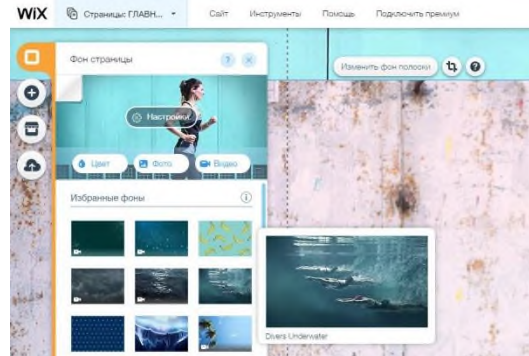 WiX Страницы: ГЛАВН... Сайт Инструменты Помощь Подключить премиум
Фон страницы ? ×
Изменить фон полоски ?
Настройки
Цвет Фото Видео
Избранные фоны i
Divers Underwater